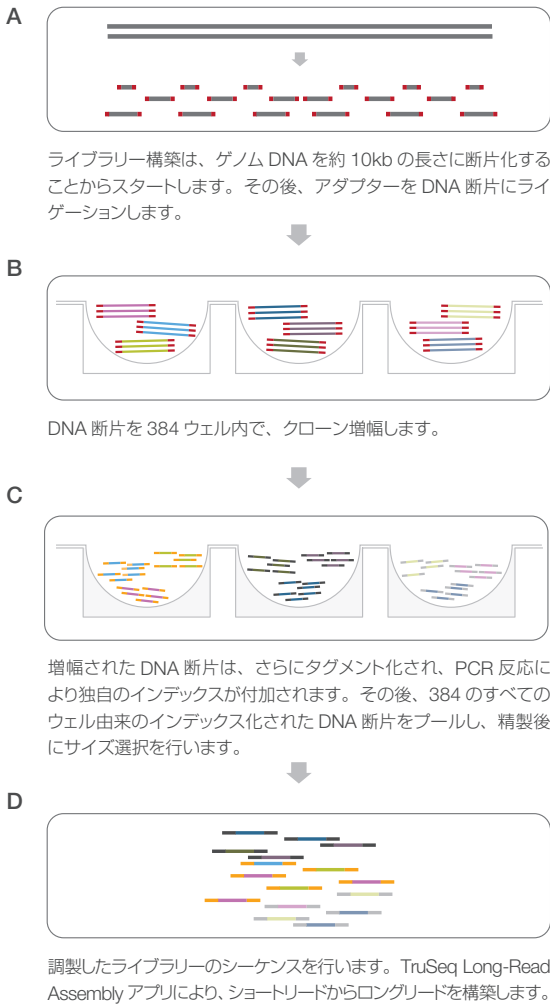 A
ライブラリー構築は、ゲノム DNA を約 10kb の長さに断片化する
ことからスタートします。その後、アダプターを DNA 断片にライ
ゲーションします。
B
DNA 断片を 384 ウェル内で、クローン増幅します。
C
増幅された DNA 断片は、さらにタグメント化され、PCR 反応に
より独自のインデックスが付加されます。その後、384 のすべての
ウェル由来のインデックス化された DNA 断片をプールし、精製後
にサイズ選択を行います。
D
調製したライブラリーのシーケンスを行います。TruSeq Long-Read
Assembly アプリにより、ショートリードからロングリードを構築します。